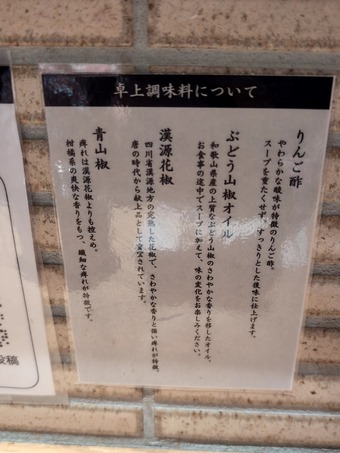 卓上調味料について
りんご酢
やわらかな酸味が特徴のりんご酢。
スープを重たくせず、すっきりとした後味に仕上げます。
ぶどう山椒オイル
和歌山県産の上質なぶどう山椒のさわやかな香りを移したオイル。
お食事の途中でスープに加えて、味の変化をお楽しみください。
漢源花椒
四川省漢源地方の完熟した花椒で、さわやかな香りと強い痺れが特徴。
唐の時代から献上品として重宝されています。
青山椒
痺れは漢源花椒よりも控えめ。
柑橘系の爽快な香りをもつ、繊細な痺れが特徴です。
投稿